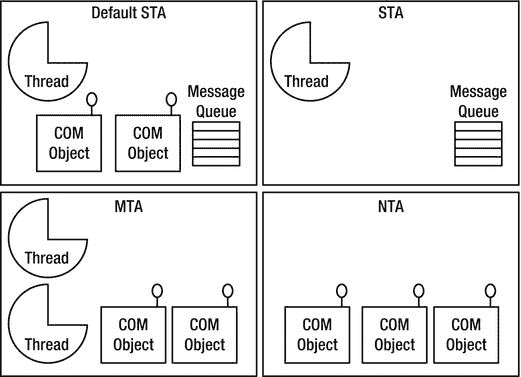 Default STA
Thread
Message
Queue
COM
Object
COM
Object
STA
Thread
Message
Queue
MTA
Thread
Thread
COM
Object
COM
Object
NTA
COM
Object
COM
Object
COM
Object